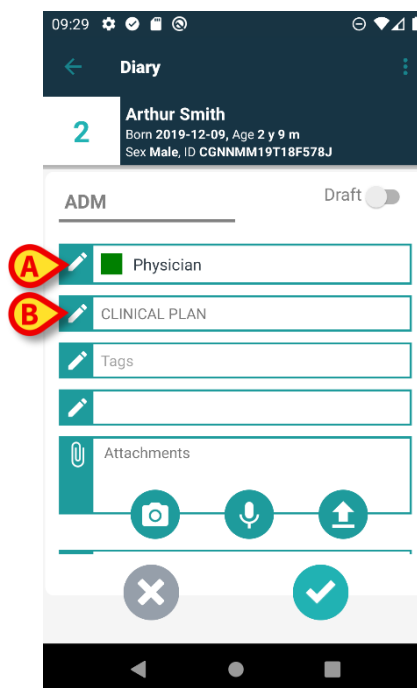 09:29
Diary
2
Arthur Smith
Born 2019-12-09, Age 2 y 9 m
Sex Male, ID CGNNMM19T18F578J
ADM
Draft
A
Physician
B
CLINICAL PLAN
Tags
Attachments